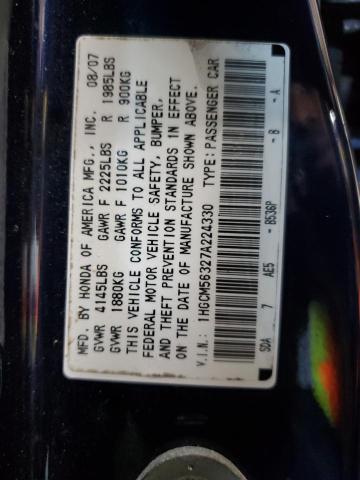 MFD. BY HONDA OF AMERICA MFG., INC. 08/07
GVWR 4145LBS GAWR F 2225LBS R 1985LBS
GVWR 1880KG GAWR F 1010KG R 900KG
THIS VEHICLE CONFORMS TO ALL APPLICABLE
FEDERAL MOTOR VEHICLE SAFETY, BUMPER,
AND THEFT PREVENTION STANDARDS IN EFFECT
ON THE DATE OF MANUFACTURE SHOWN ABOVE.
V.I.N.: 1HGCM56327A224330 TYPE:PASSENGER CAR
SDA 7 AE5 - B536P - B - A